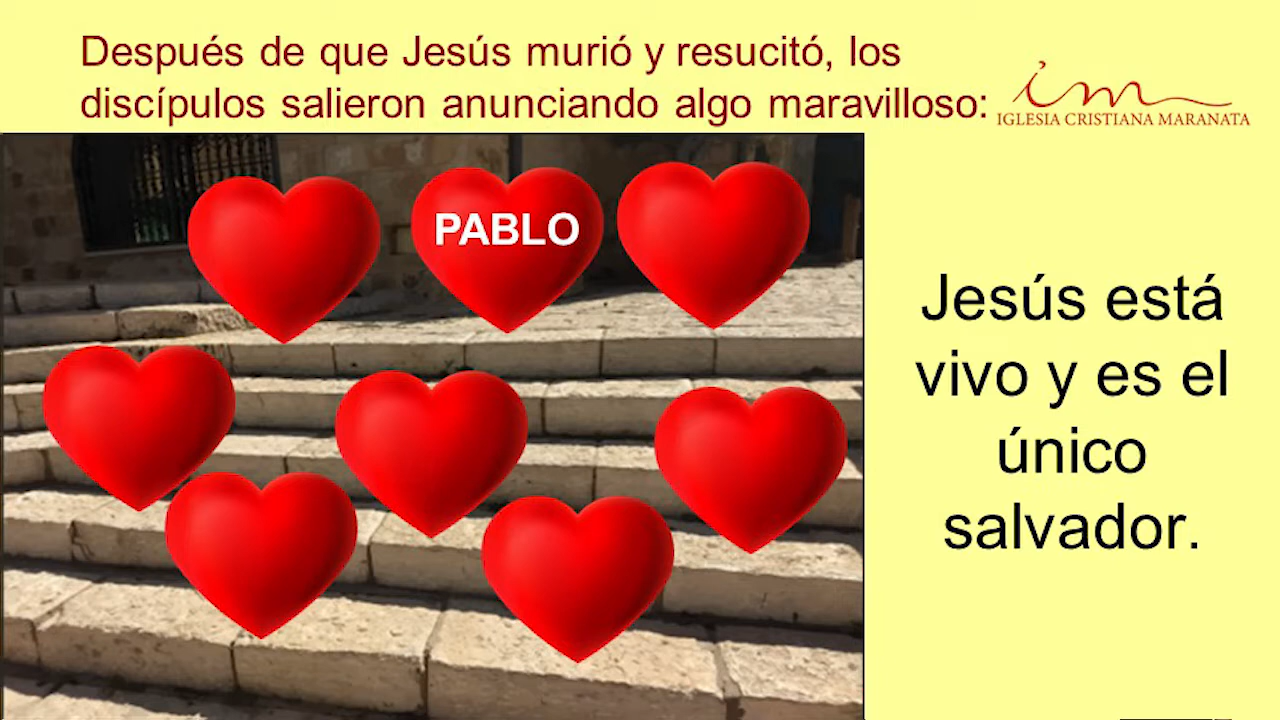 Después de que Jesús murió y resucitó, los
discípulos salieron anunciando algo maravilloso:
im
IGLESIA CRISTIANA MARANATA
PABLO
Jesús está
vivo y es el
único
salvador.